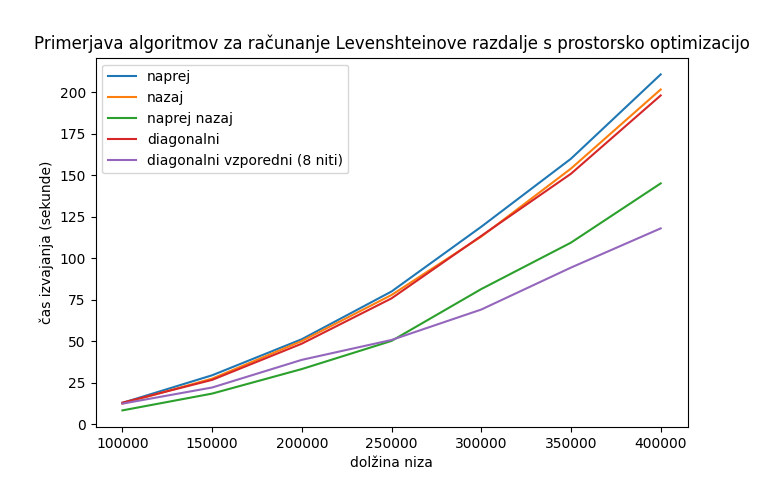 Primerjava algoritmov za računanje Levenshteinove razdalje s prostorsko optimizacijo
naprej
nazaj
naprej nazaj
diagonalni
diagonalni vzporedni (8 niti)
čas izvajanja (sekunde)
200
175
150
125
100
75
50
25
0
100000 150000 200000 250000 300000 350000 400000
dolžina niza